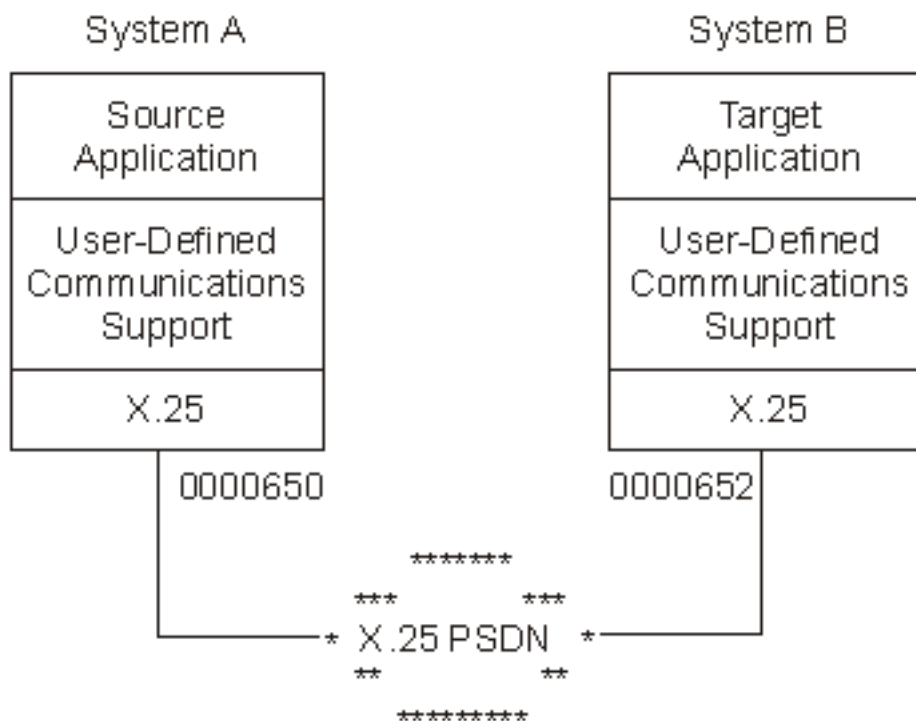 System A
System B
Source
Application
Target
Application
User-Defined
Communications
Support
User-Defined
Communications
Support
X.25
X.25
0000650
0000652
*******
*** ***
* X.25 PSDN *
** **
*********